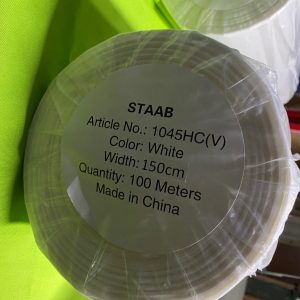 STAAB
Article No.: 1045HC(V)
Color: White
Width: 150cm
Quantity: 100 Meters
Made in China